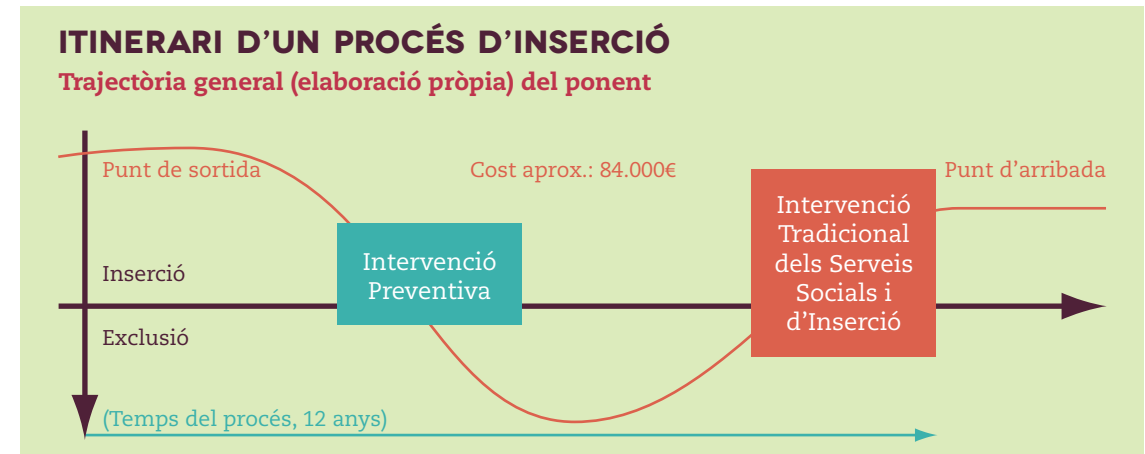 ITINERARI D'UN PROCÉS D'INSERCIÓ
Trajectòria general (elaboració pròpia) del ponent
Punt de sortida
Cost aprox.: 84.000€
Punt d'arribada
Intervenció
Tradicional
dels Serveis
Socials i
d'Inserció
Intervenció
Preventiva
Inserció
Exclusió
(Temps del procés, 12 anys)